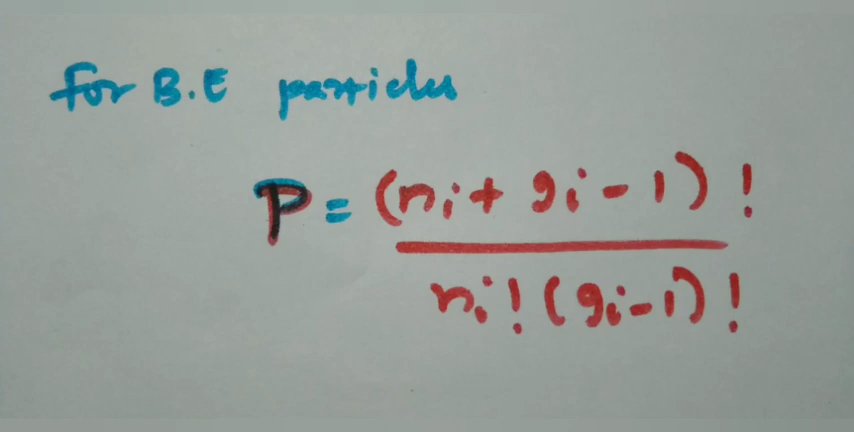 For B.E particles
P = (ni + gi - 1) !
ni ! (gi - 1) !